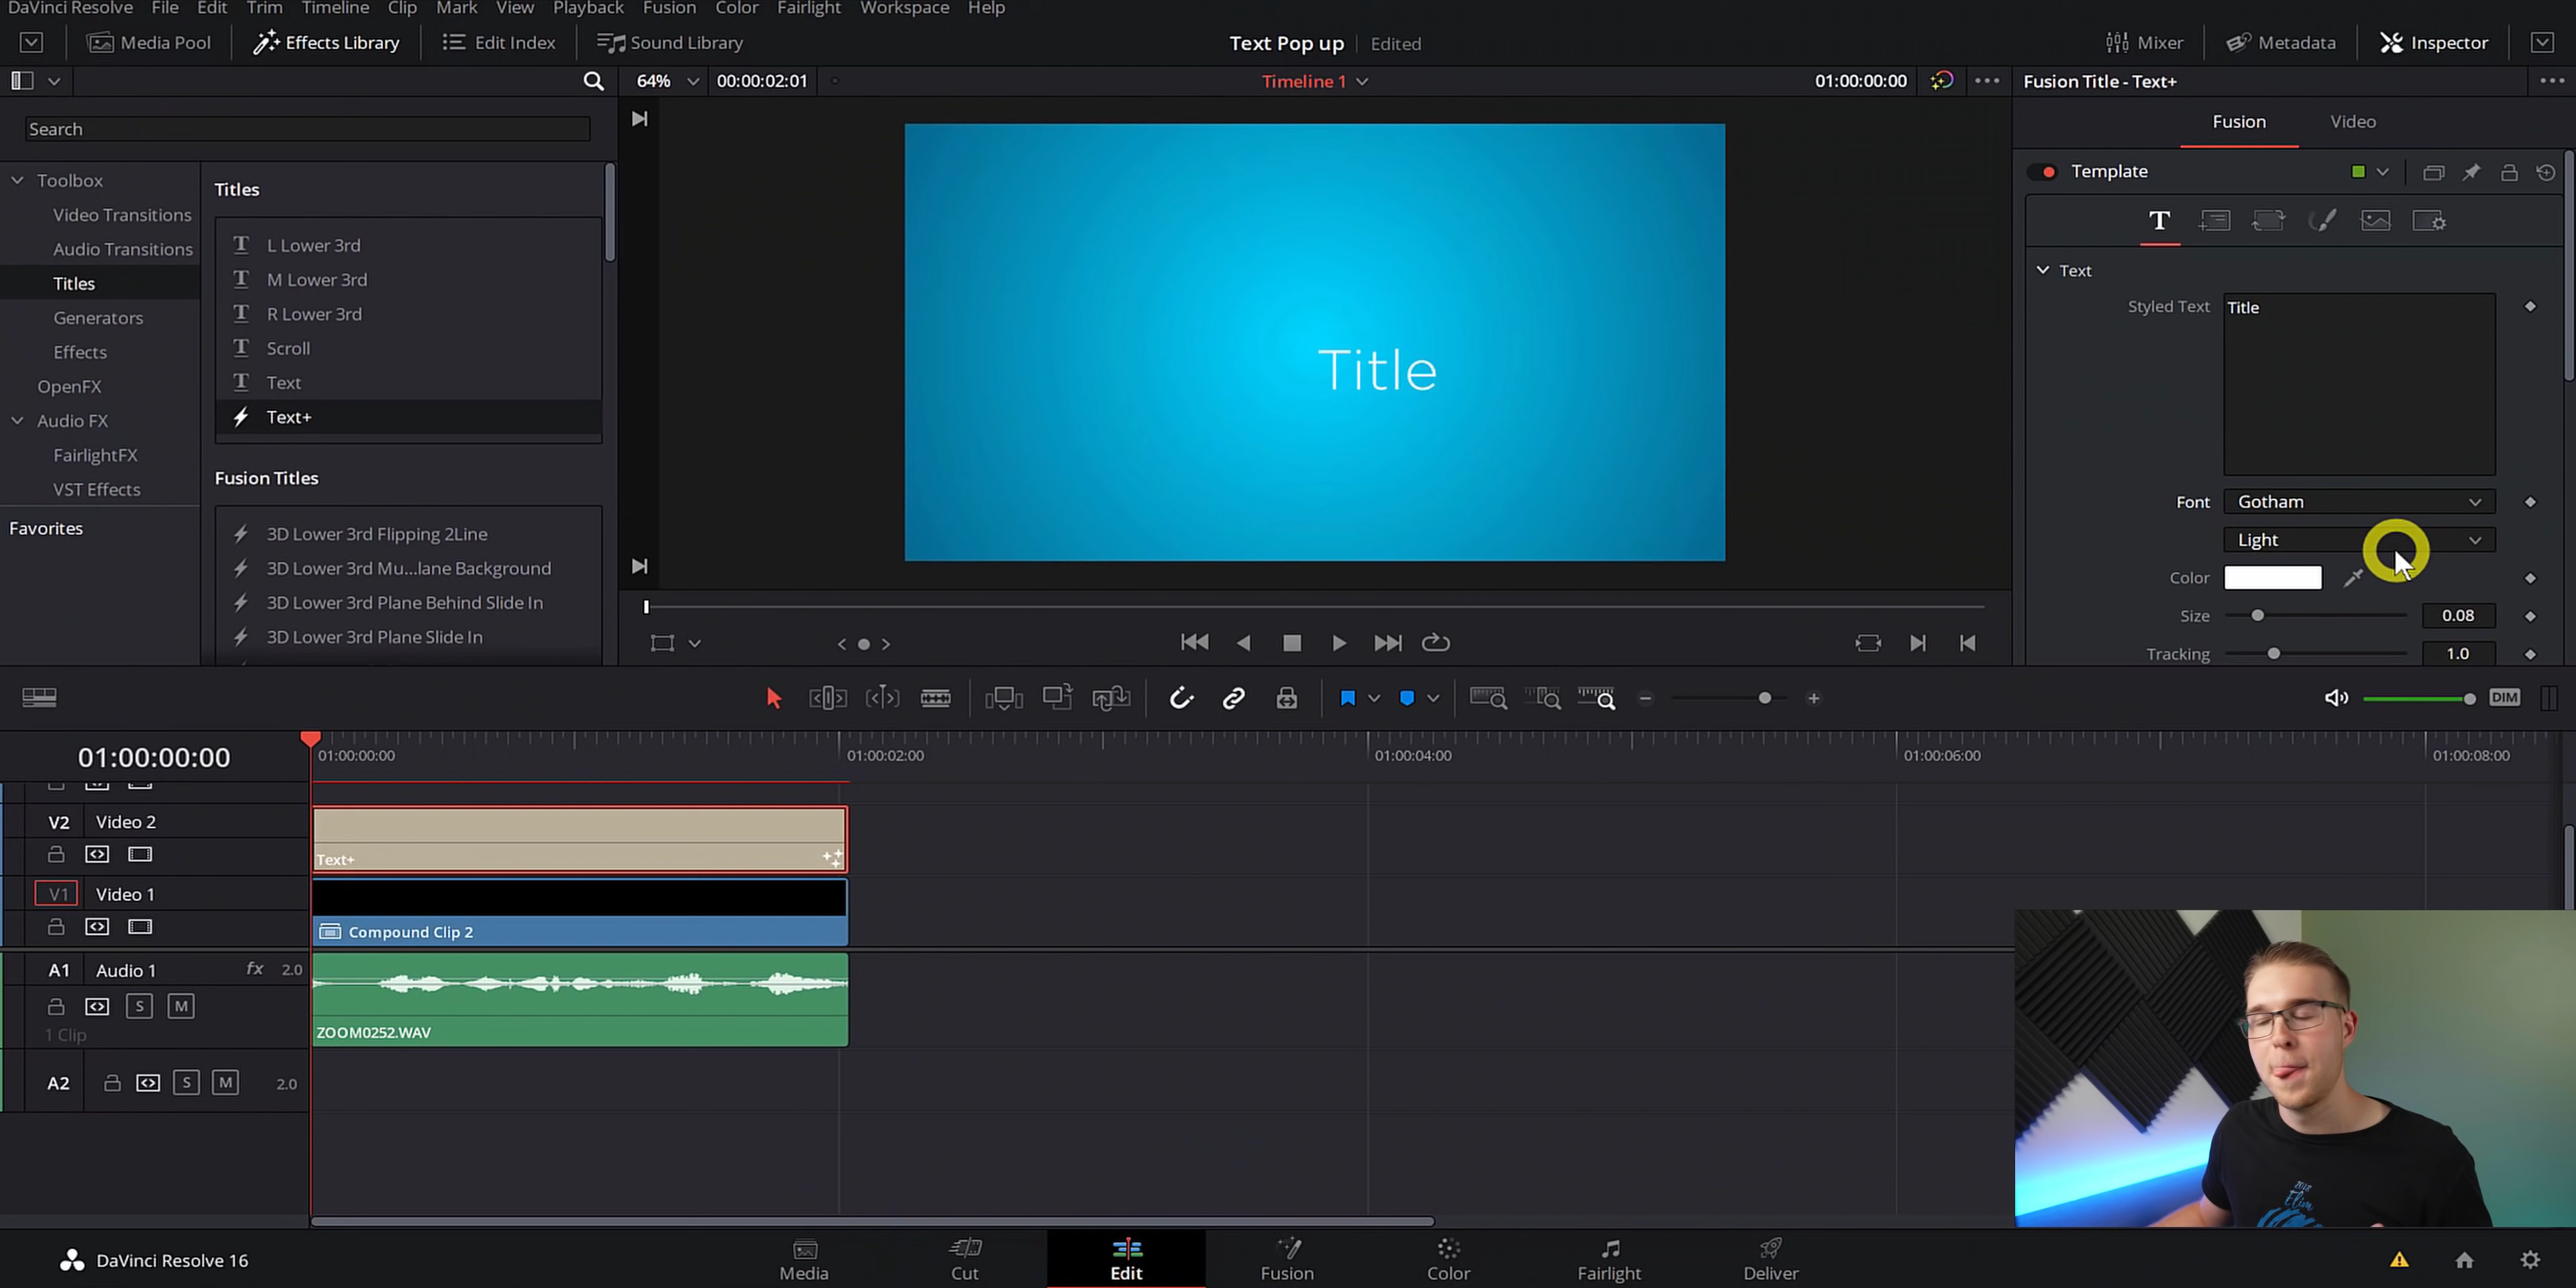 DaVinci Resolve File Edit Trim Timeline Clip Mark View Playback Fusion Color Fairlight Workspace Help
Media Pool Effects Library Edit Index Sound Library Text Pop up Edited Mixer Metadata Inspector
64% 00:00:02:01 Timeline 1 01:00:00:00 Fusion Title - Text+
Search
Fusion Video
Template
Toolbox
Video Transitions
Audio Transitions
Titles
Generators
Effects
OpenFX
Audio FX
FairlightFX
VST Effects
Favorites
Titles
L Lower 3rd
M Lower 3rd
R Lower 3rd
Scroll
Text
Text+
Fusion Titles
3D Lower 3rd Flipping 2Line
3D Lower 3rd Mu...lane Background
3D Lower 3rd Plane Behind Slide In
3D Lower 3rd Plane Slide In
Title
T
Text
Styled Text Title
Font Gotham
Light
Color
Size 0.08
Tracking 1.0
DIM
01:00:00:00 01:00:00:00 01:00:02:00 01:00:04:00 01:00:06:00 01:00:08:00
V2 Video 2
Text+
V1 Video 1
Compound Clip 2
A1 Audio 1 fx 2.0
S M
1 Clip
ZOOM0252.WAV
A2 S M 2.0
2018
Elim
DaVinci Resolve 16 Media Cut Edit Fusion Color Fairlight Deliver